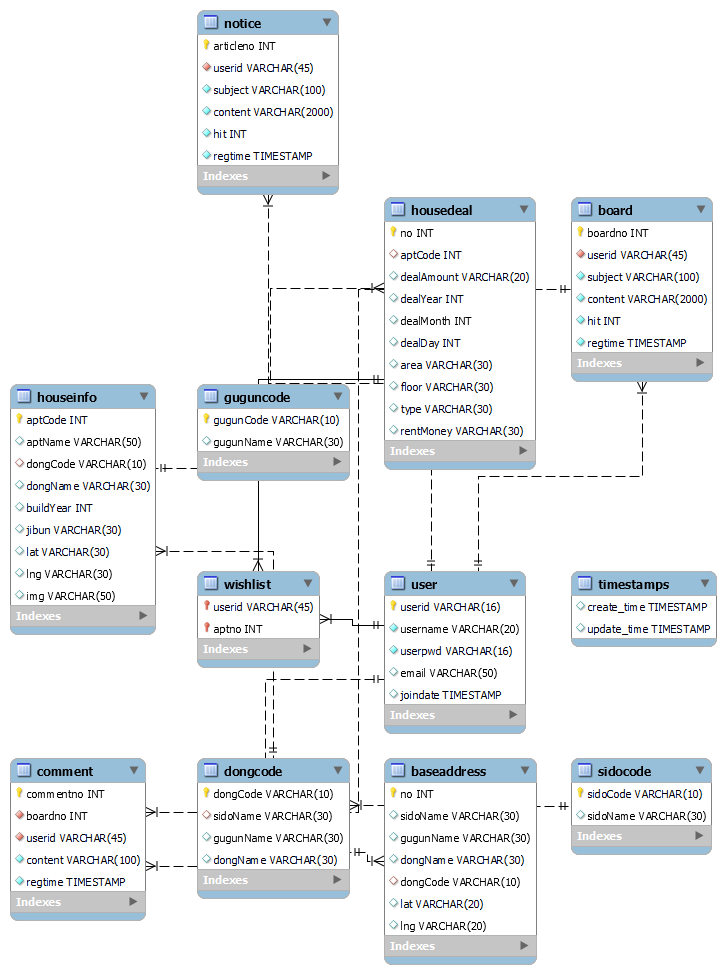 notice
articleno INT
userid VARCHAR(45)
subject VARCHAR(100)
content VARCHAR(2000)
hit INT
regtime TIMESTAMP
Indexes
housedeal
no INT
aptCode INT
dealAmount VARCHAR(20)
dealYear INT
dealMonth INT
dealDay INT
area VARCHAR(30)
floor VARCHAR(30)
type VARCHAR(30)
rentMoney VARCHAR(30)
Indexes
board
boardno INT
userid VARCHAR(45)
subject VARCHAR(100)
content VARCHAR(2000)
hit INT
regtime TIMESTAMP
Indexes
houseinfo
aptCode INT
aptName VARCHAR(50)
dongCode VARCHAR(10)
dongName VARCHAR(30)
buildYear INT
jibun VARCHAR(30)
lat VARCHAR(30)
lng VARCHAR(30)
img VARCHAR(50)
Indexes
guguncode
gugunCode VARCHAR(10)
gugunName VARCHAR(30)
Indexes
wishlist
userid VARCHAR(45)
aptno INT
Indexes
user
userid VARCHAR(16)
username VARCHAR(20)
userpwd VARCHAR(16)
email VARCHAR(50)
joindate TIMESTAMP
Indexes
timestamps
create_time TIMESTAMP
update_time TIMESTAMP
Indexes
comment
commentno INT
boardno INT
userid VARCHAR(45)
content VARCHAR(100)
regtime TIMESTAMP
Indexes
dongcode
dongCode VARCHAR(10)
sidoName VARCHAR(30)
gugunName VARCHAR(30)
dongName VARCHAR(30)
Indexes
baseaddress
no INT
sidoName VARCHAR(30)
gugunName VARCHAR(30)
dongName VARCHAR(30)
dongCode VARCHAR(10)
lat VARCHAR(20)
lng VARCHAR(20)
Indexes
sidocode
sidoCode VARCHAR(10)
sidoName VARCHAR(30)
Indexes